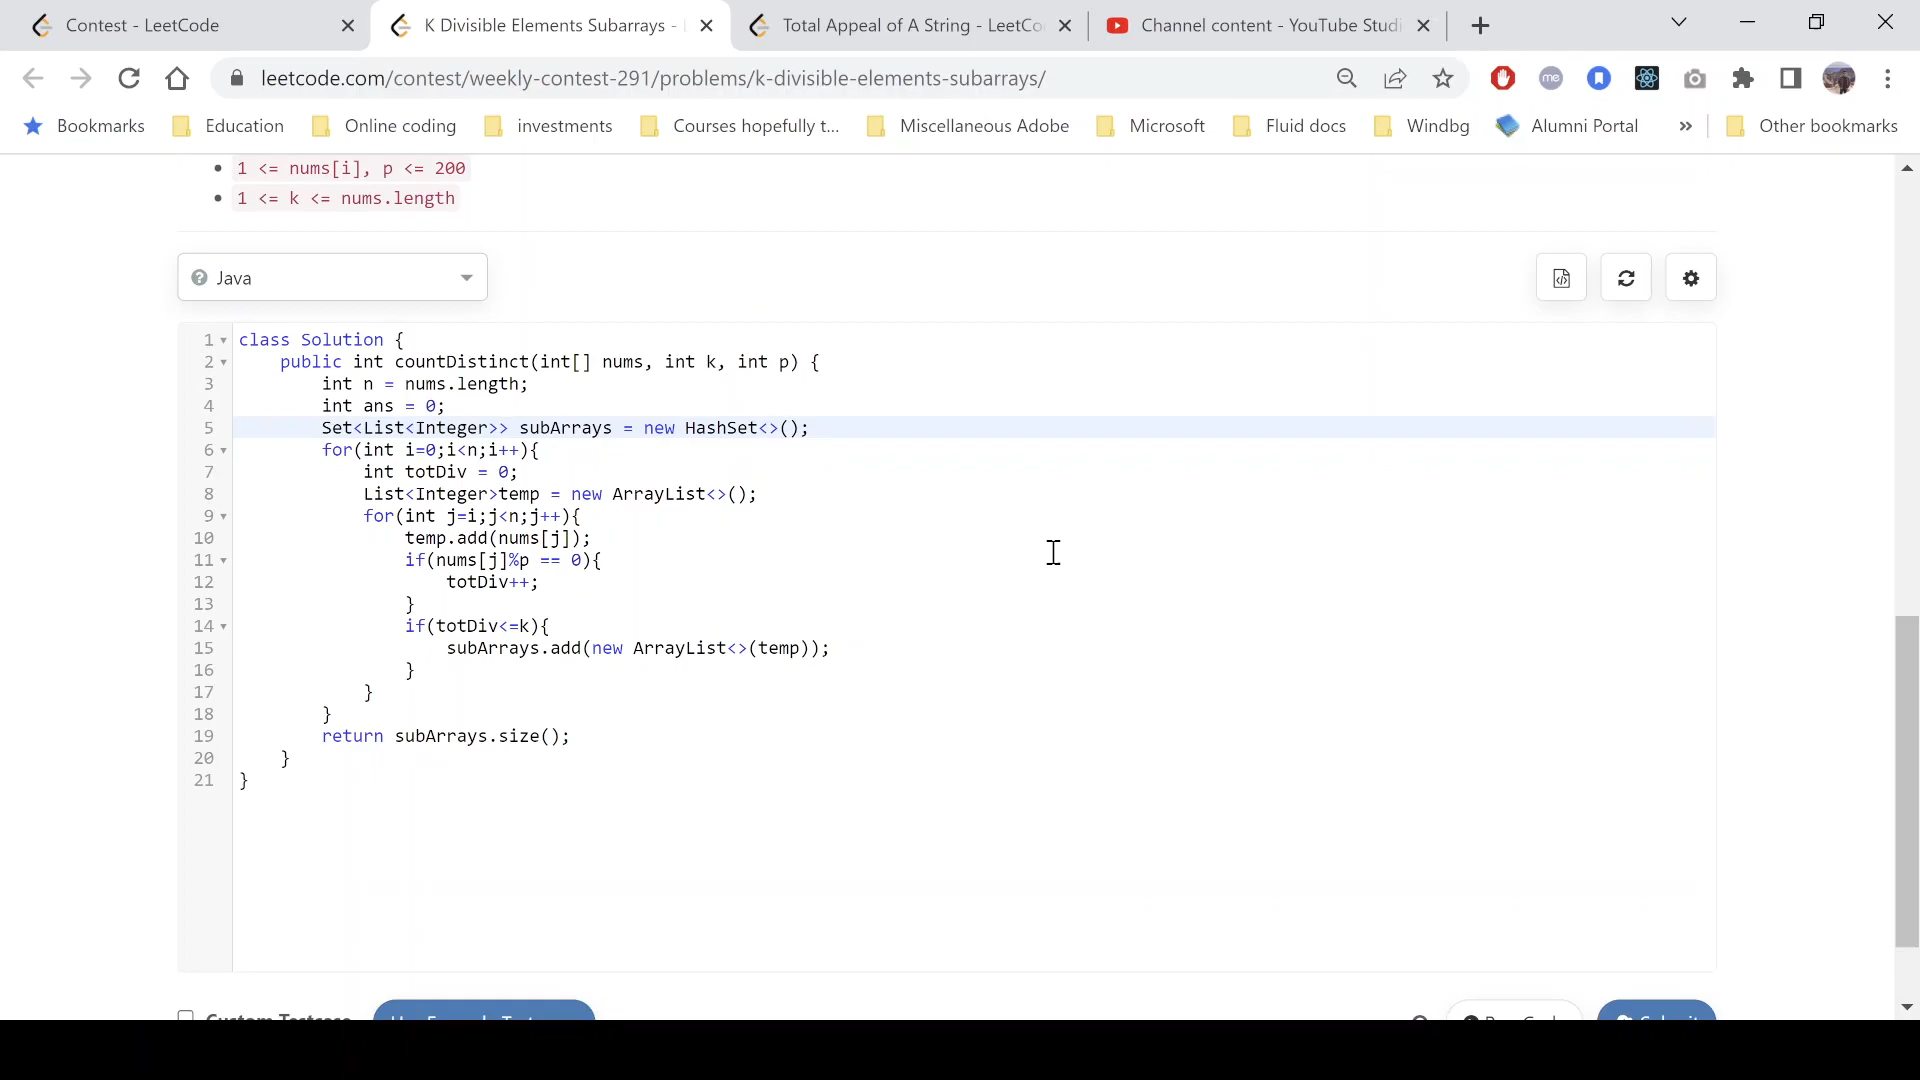 Contest - LeetCode
K Divisible Elements Subarrays -
Total Appeal of A String - LeetCo
Channel content - YouTube Studi
leetcode.com/contest/weekly-contest-291/problems/k-divisible-elements-subarrays/
me
Bookmarks
Education
Online coding
investments
Courses hopefully t...
Miscellaneous Adobe
Microsoft
Fluid docs
Windbg
Alumni Portal
»
Other bookmarks
1 <= nums[i], p <= 200
1 <= k <= nums.length
Java
1 class Solution {
2 public int countDistinct(int[] nums, int k, int p) {
3 int n = nums.length;
4 int ans = 0;
5 Set<List<Integer>> subArrays = new HashSet<>();
6 for(int i=0;i<n;i++){
7 int totDiv = 0;
8 List<Integer>temp = new ArrayList<>();
9 for(int j=i;j<n;j++){
10 temp.add(nums[j]);
11 if(nums[j]%p == 0){
12 totDiv++;
13 }
14 if(totDiv<=k){
15 subArrays.add(new ArrayList<>(temp));
16 }
17 }
18 }
19 return subArrays.size();
20 }
21 }
Custom Testcase
Submit